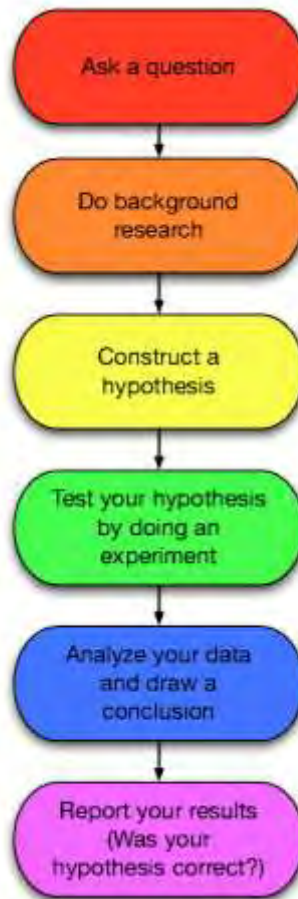 Ask a question
Do background
research
Construct a
hypothesis
Test your hypothesis
by doing an
experiment
Analyze your data
and draw a
conclusion
Report your results
(Was your
hypothesis correct?)